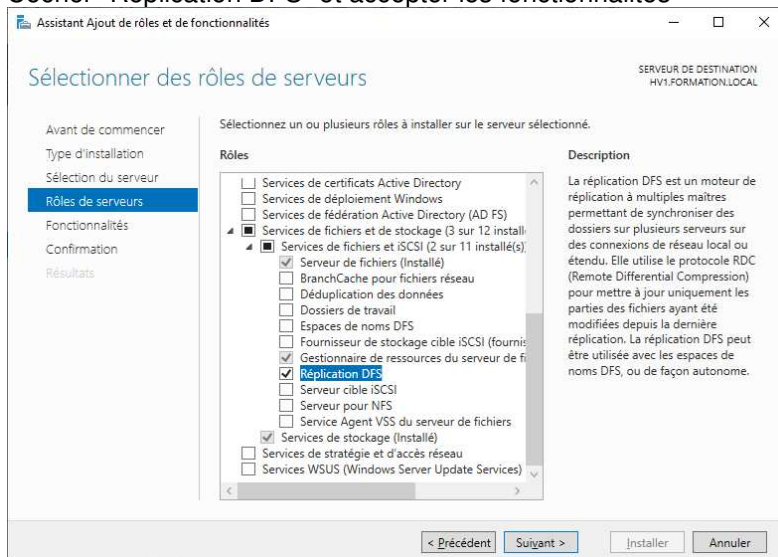 Cocher "Réplication DFS" et accepter les fonctionnalités
Assistant Ajout de rôles et de fonctionnalités
Sélectionner des rôles de serveurs
SERVEUR DE DESTINATION
HV1.FORMATION.LOCAL
Avant de commencer
Type d'installation
Sélection du serveur
Rôles de serveurs
Fonctionnalités
Confirmation
Résultats
Sélectionnez un ou plusieurs rôles à installer sur le serveur sélectionné.
Rôles
Services de certificats Active Directory
Services de déploiement Windows
Services de fédération Active Directory (AD FS)
Services de fichiers et de stockage (3 sur 12 install
Services de fichiers et iSCSI (2 sur 11 installé(s)
Serveur de fichiers (Installé)
BranchCache pour fichiers réseau
Déduplication des données
Dossiers de travail
Espaces de noms DFS
Fournisseur de stockage cible iSCSI (fournis
Gestionnaire de ressources du serveur de fi
Réplication DFS
Serveur cible iSCSI
Serveur pour NFS
Service Agent VSS du serveur de fichiers
Services de stockage (Installé)
Services de stratégie et d'accès réseau
Services WSUS (Windows Server Update Services)
Description
La réplication DFS est un moteur de
réplication à multiples maîtres
permettant de synchroniser des
dossiers sur plusieurs serveurs sur
des connexions de réseau local ou
étendu. Elle utilise le protocole RDC
(Remote Differential Compression)
pour mettre à jour uniquement les
parties des fichiers ayant été
modifiées depuis la dernière
réplication. La réplication DFS peut
être utilisée avec les espaces de
noms DFS, ou de façon autonome.
< Précédent
Suivant >
Installer
Annuler